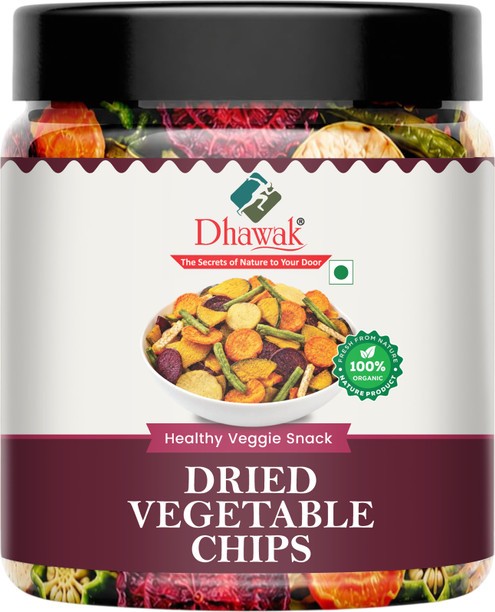 Dhawak®
The Secrets of Nature to Your Door
FRESH FROM NATURE
100%
ORGANIC
NATURE PRODUCT
Healthy Veggie Snack
DRIED
VEGETABLE
CHIPS